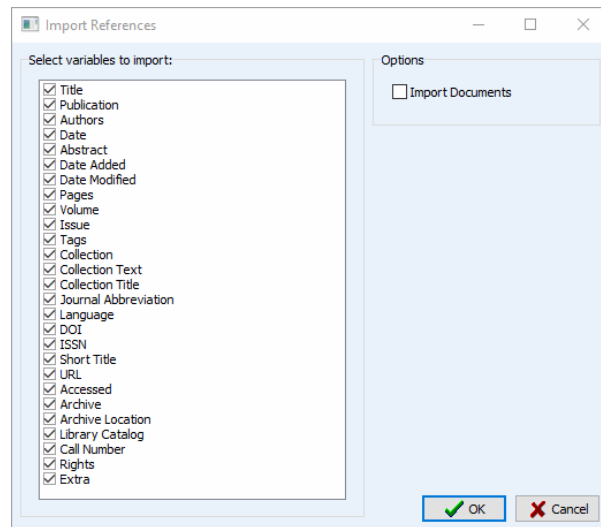 Import References
Select variables to import:
Title
Publication
Authors
Date
Abstract
Date Added
Date Modified
Pages
Volume
Issue
Tags
Collection
Collection Text
Collection Title
Journal Abbreviation
Language
DOI
ISSN
Short Title
URL
Accessed
Archive
Archive Location
Library Catalog
Call Number
Rights
Extra
Options
Import Documents
OK
Cancel